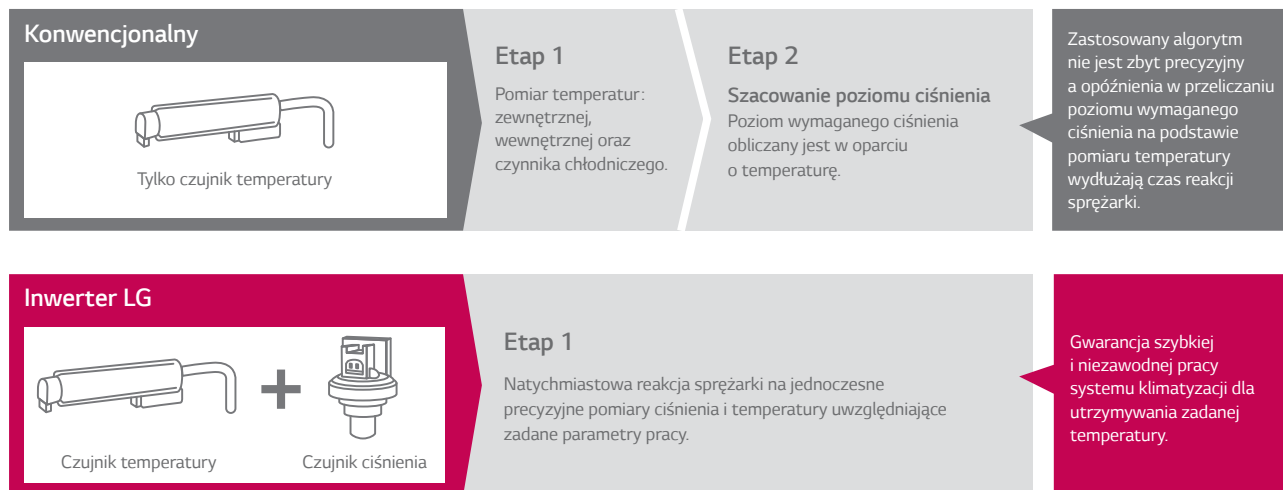 Konwencjonalny
Tylko czujnik temperatury
Etap 1
Pomiar temperatur:
zewnętrznej,
wewnętrznej oraz
czynnika chłodniczego.
Etap 2
Szacowanie poziomu ciśnienia
Poziom wymaganego ciśnienia
obliczany jest w oparciu
o temperaturę.
Zastosowany algorytm
nie jest zbyt precyzyjny
a opóźnienia w przeliczaniu
poziomu wymaganego
ciśnienia na podstawie
pomiaru temperatury
wydłużają czas reakcji
sprężarki.
Inwerter LG
Czujnik temperatury
Czujnik ciśnienia
Etap 1
Natychmiastowa reakcja sprężarki na jednoczesne
precyzyjne pomiary ciśnienia i temperatury uwzględniające
zadane parametry pracy.
Gwarancja szybkiej
i niezawodnej pracy
systemu klimatyzacji dla
utrzymywania zadanej
temperatury.